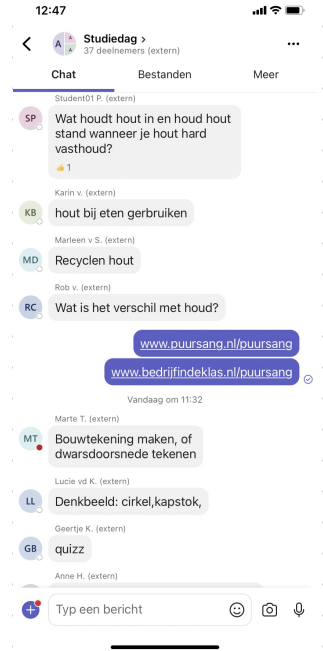 12:47
A
A
A
Studiedag >
37 deelnemers (extern)
Chat
Bestanden
Meer
Student01 P. (extern)
SP
Wat houdt hout in en houd hout
stand wanneer je hout hard
vasthoud?
1
Karin v. (extern)
KB
hout bij eten gerbruiken
Marleen v S. (extern)
MD
Recyclen hout
Rob v. (extern)
RC
Wat is het verschil met houd?
www.puursang.nl/puursang
www.bedrijfindeklas.nl/puursang
Vandaag om 11:32
Marte T. (extern)
MT
Bouwtekening maken, of
dwarsdoorsnede tekenen
Lucie vd K. (extern)
LL
Denkbeeld: cirkel,kapstok,
Geertje K. (extern)
GB
quizz
Anne H. (extern)
Typ een bericht